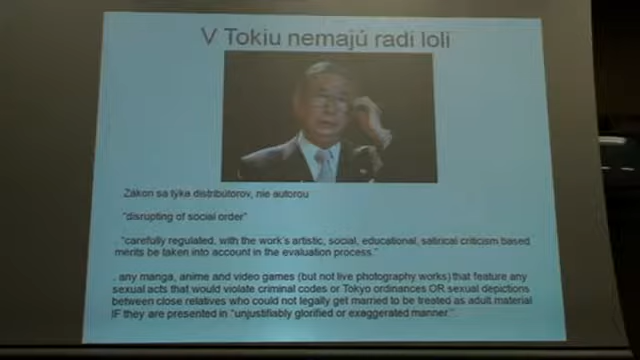 V Tokiu nemajú radi loli
Zákon sa týka distribútorov, nie autorou
"disrupting of social order"
"carefully regulated, with the work's artistic, social, educational, satirical criticism based
merits be taken into account in the evaluation process."
any manga, anime and video games (but not live photography works) that feature any
sexual acts that would violate criminal codes or Tokyo ordinances OR sexual depictions
between close relatives who could not legally get married to be treated as adult material
IF they are presented in "unjustifiably glorified or exaggerated manner."